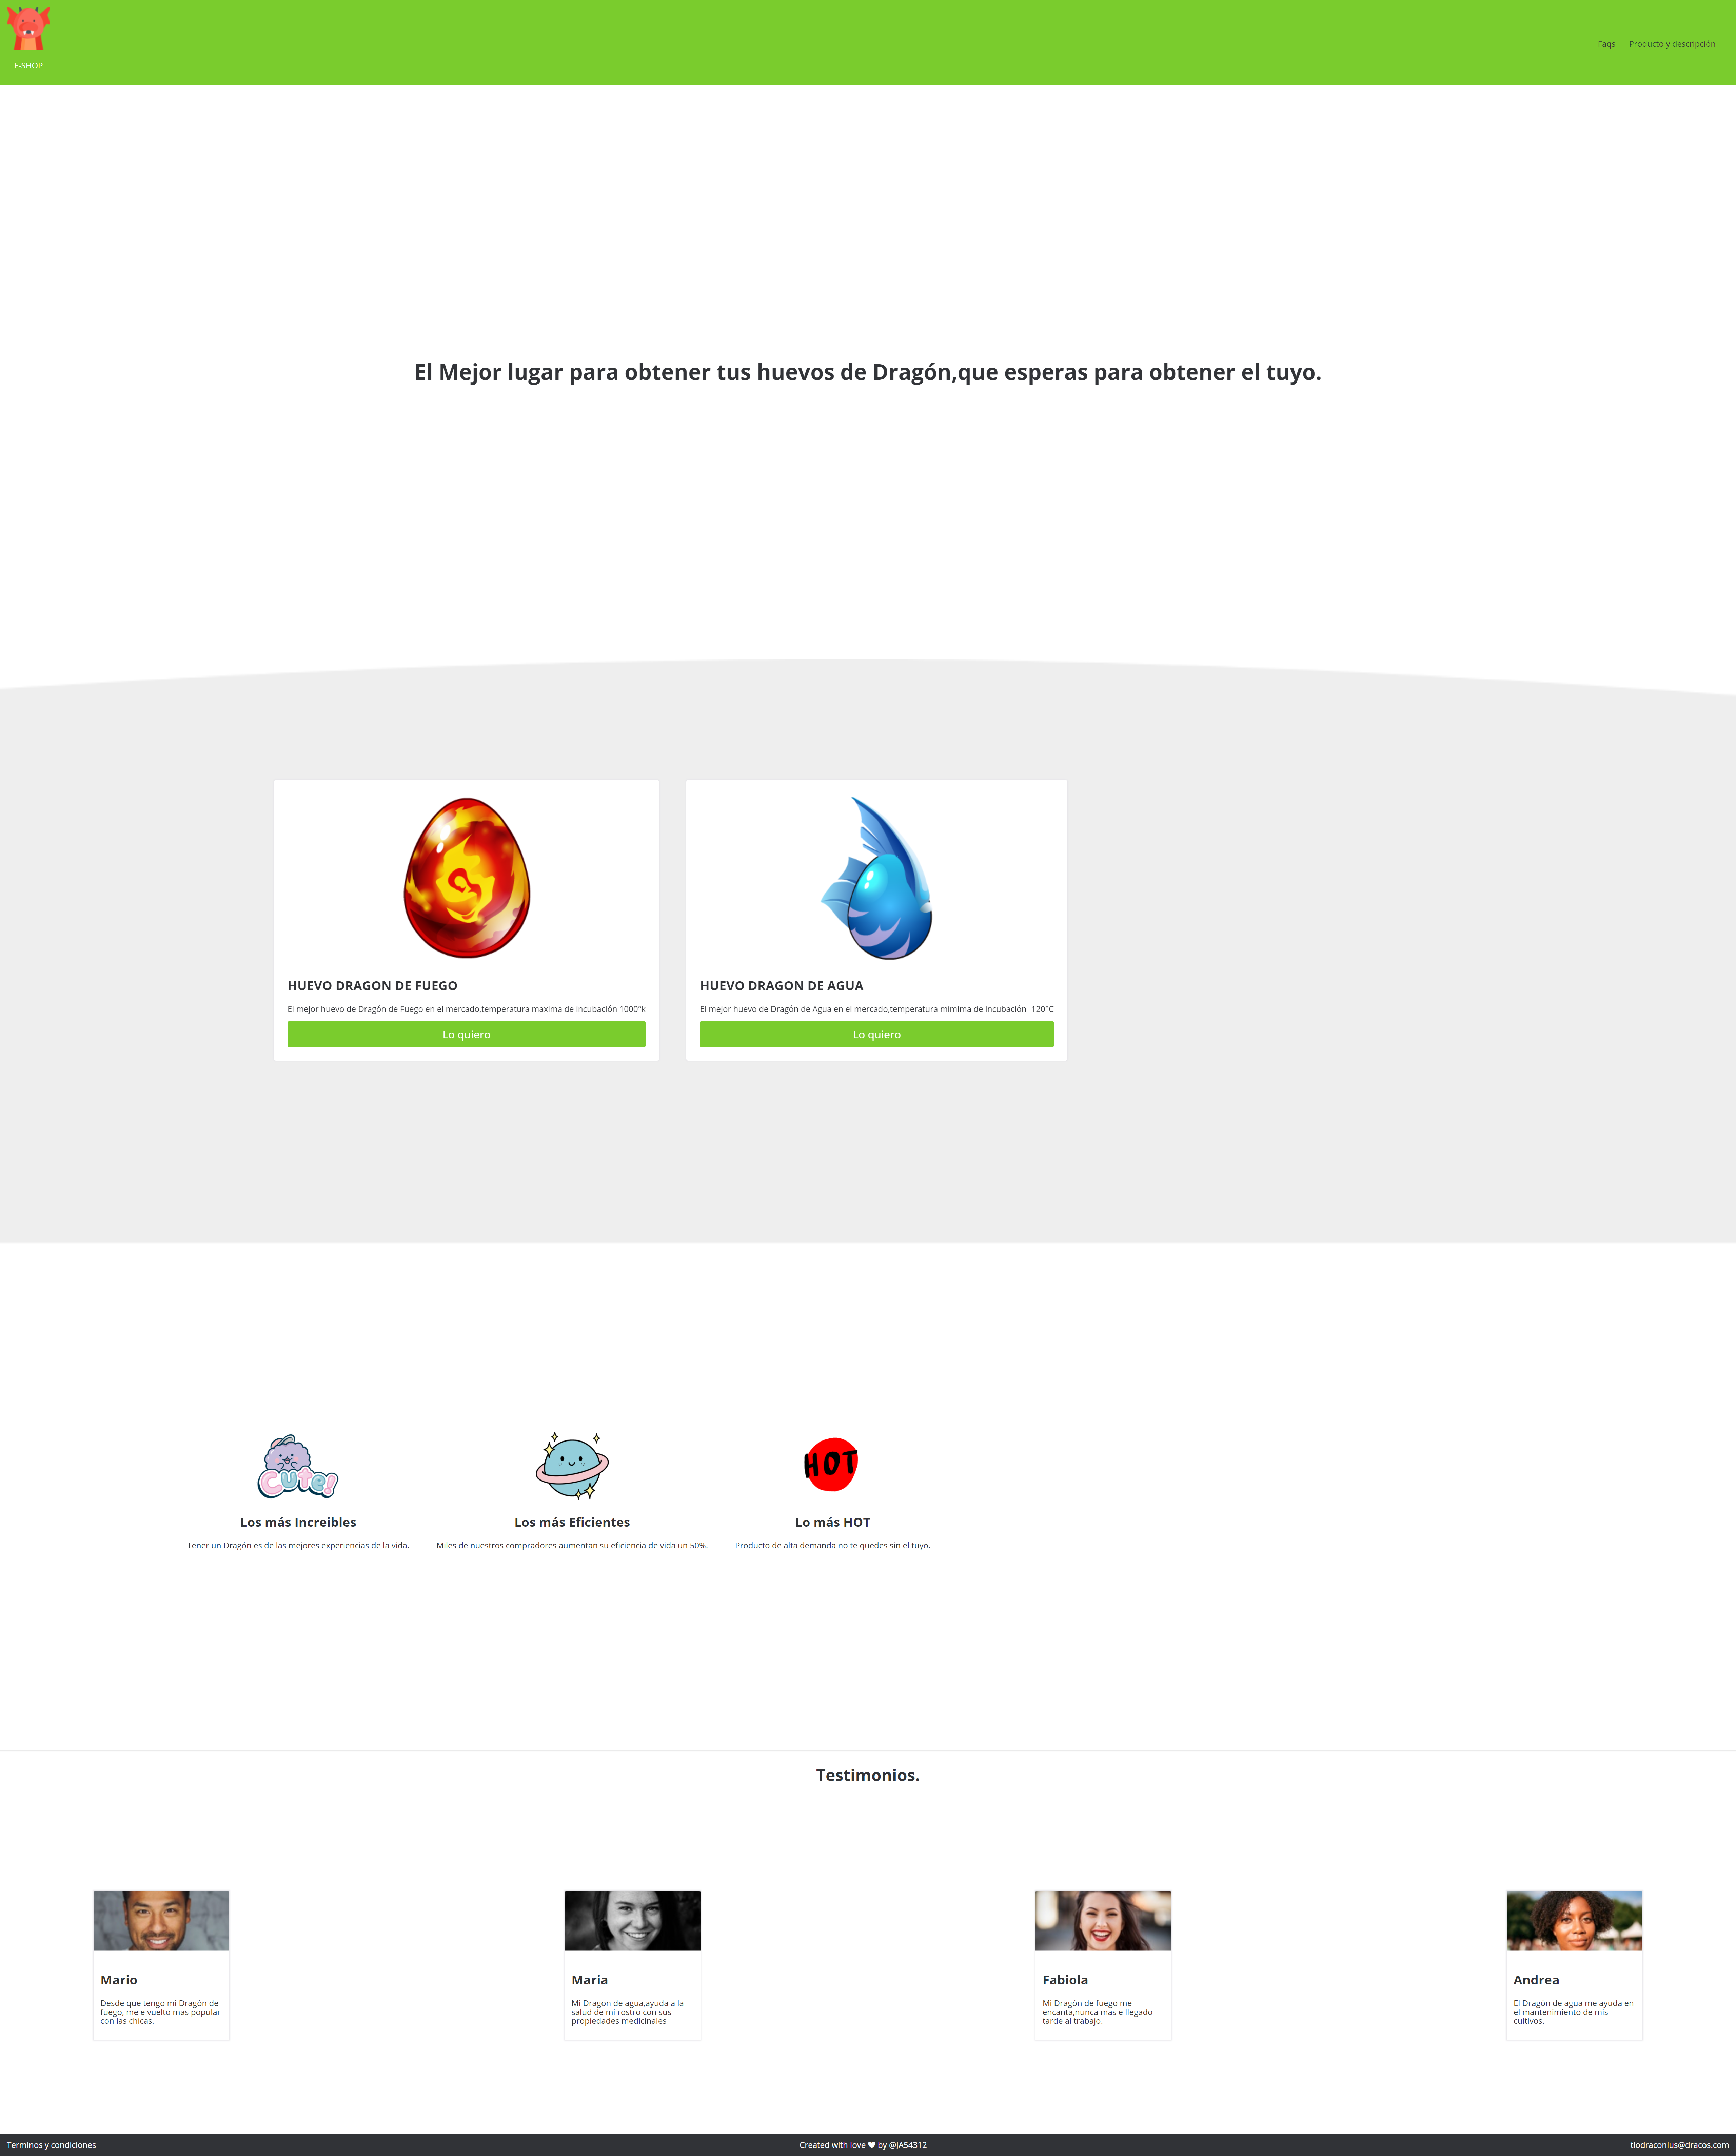 E-SHOP
Faqs
Producto y descripción
El Mejor lugar para obtener tus huevos de Dragón,que esperas para obtener el tuyo.
HUEVO DRAGON DE FUEGO
El mejor huevo de Dragón de Fuego en el mercado,temperatura maxima de incubación 1000°k
Lo quiero
HUEVO DRAGON DE AGUA
El mejor huevo de Dragón de Agua en el mercado,temperatura mimima de incubación -120°C
Lo quiero
Cute!
Los más Increibles
Tener un Dragón es de las mejores experiencias de la vida.
Los más Eficientes
Miles de nuestros compradores aumentan su eficiencia de vida un 50%.
HOT
Lo más HOT
Producto de alta demanda no te quedes sin el tuyo.
Testimonios.
Mario
Desde que tengo mi Dragón de
fuego, me e vuelto mas popular
con las chicas.
Maria
Mi Dragon de agua,ayuda a la
salud de mi rostro con sus
propiedades medicinales
Fabiola
Mi Dragón de fuego me
encanta,nunca mas e llegado
tarde al trabajo.
Andrea
El Dragón de agua me ayuda en
el mantenimiento de mis
cultivos.
Terminos y condiciones
Created with love by @JA54312
tiodraconius@dracos.com